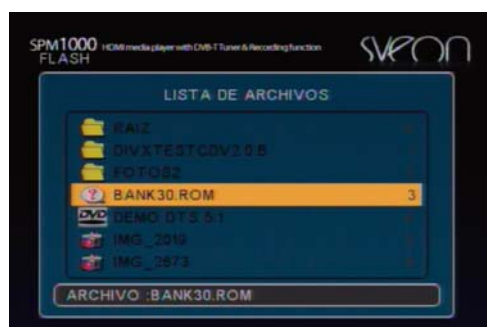 SPM1000 HDMI media player with DVB-T Tuner & Recording function
FLASH
sveon
LISTA DE ARCHIVOS
RAIZ
DIVXTESTCDV2.0.B
FOTOS2
BANK30.ROM 3
DVD DEMO DTS 5.1
IMG_2019
IMG_2673
ARCHIVO :BANK30.ROM